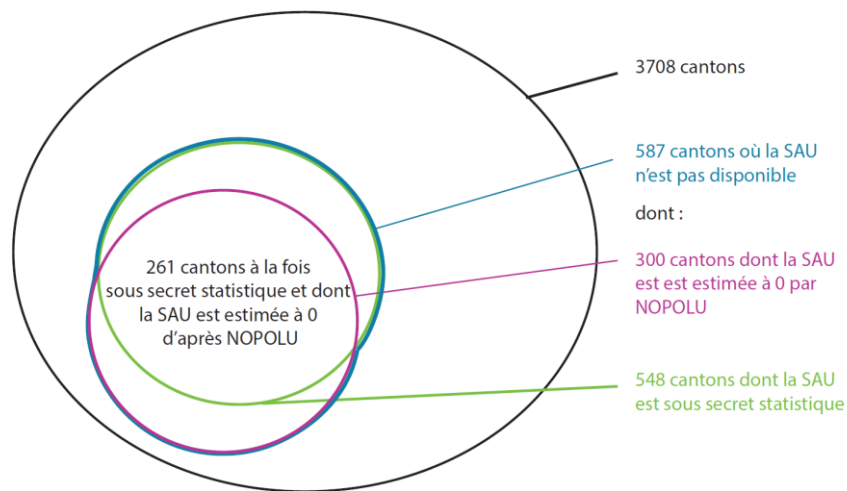 3708 cantons
587 cantons où la SAU
n'est pas disponible
dont :
300 cantons dont la SAU
est est estimée à 0 par
NOPOLU
548 cantons dont la SAU
est sous secret statistique
261 cantons à la fois
sous secret statistique et dont
la SAU est estimée à 0
d'après NOPOLU